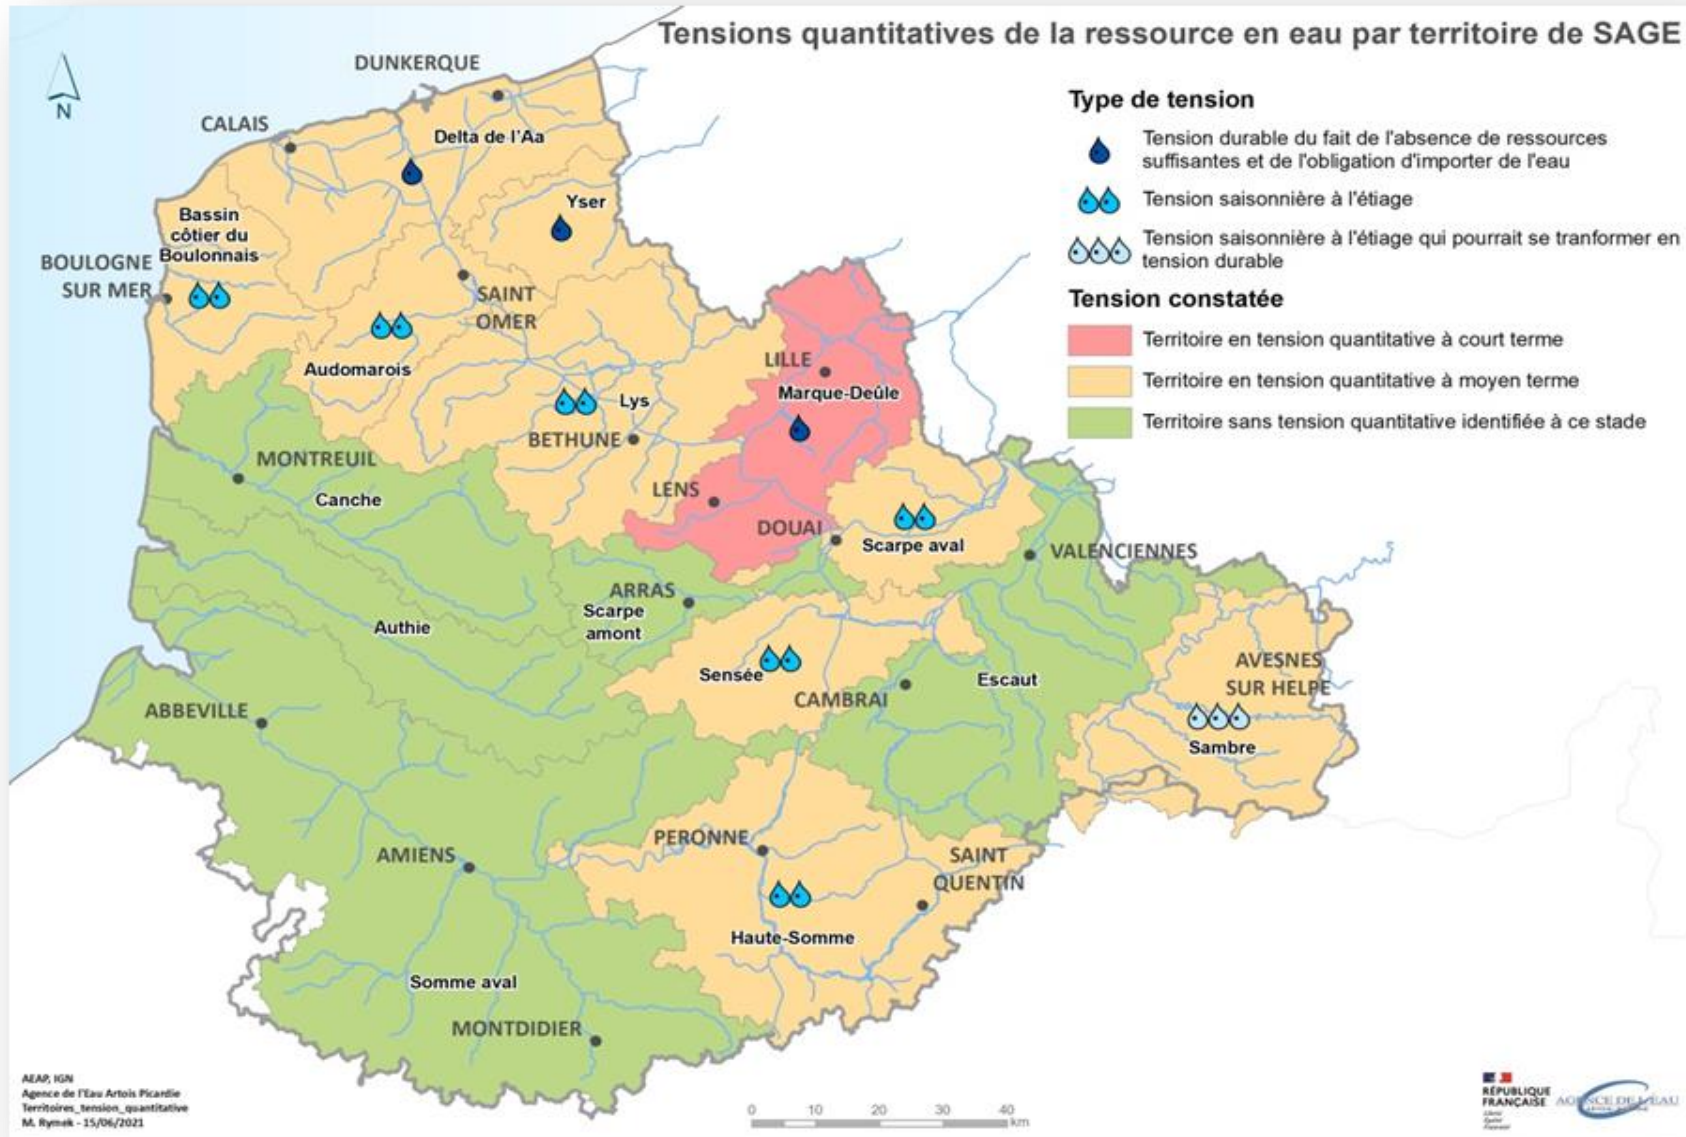 Tensions quantitatives de la ressource en eau par territoire de SAGE
Type de tension
Tension durable du fait de l'absence de ressources
suffisantes et de l'obligation d'importer de l'eau
Tension saisonnière à l'étiage
Tension saisonnière à l'étiage qui pourrait se tranformer en
tension durable
Tension constatée
Territoire en tension quantitative à court terme
Territoire en tension quantitative à moyen terme
Territoire sans tension quantitative identifiée à ce stade
N
DUNKERQUE
CALAIS
Delta de l'Aa
Yser
Bassin
côtier du
Boulonnais
BOULOGNE
SUR MER
SAINT
OMER
Audomarois
LILLE
Marque-Deûle
Lys
BETHUNE
MONTREUIL
Canche
LENS
DOUAI
Scarpe aval
VALENCIENNES
ARRAS
Scarpe
amont
Authie
Sensée
CAMBRAI
Escaut
AVESNES
SUR HELPE
Sambre
ABBEVILLE
PERONNE
AMIENS
SAINT
QUENTIN
Haute-Somme
Somme aval
MONTDIDIER
AEAP, IGN
Agence de l'Eau Artois Picardie
Territoires_tension_quantitative
M. Rymek - 15/06/2021
0 10 20 30 40
km
RÉPUBLIQUE
FRANÇAISE
AGENCE DE L'EAU